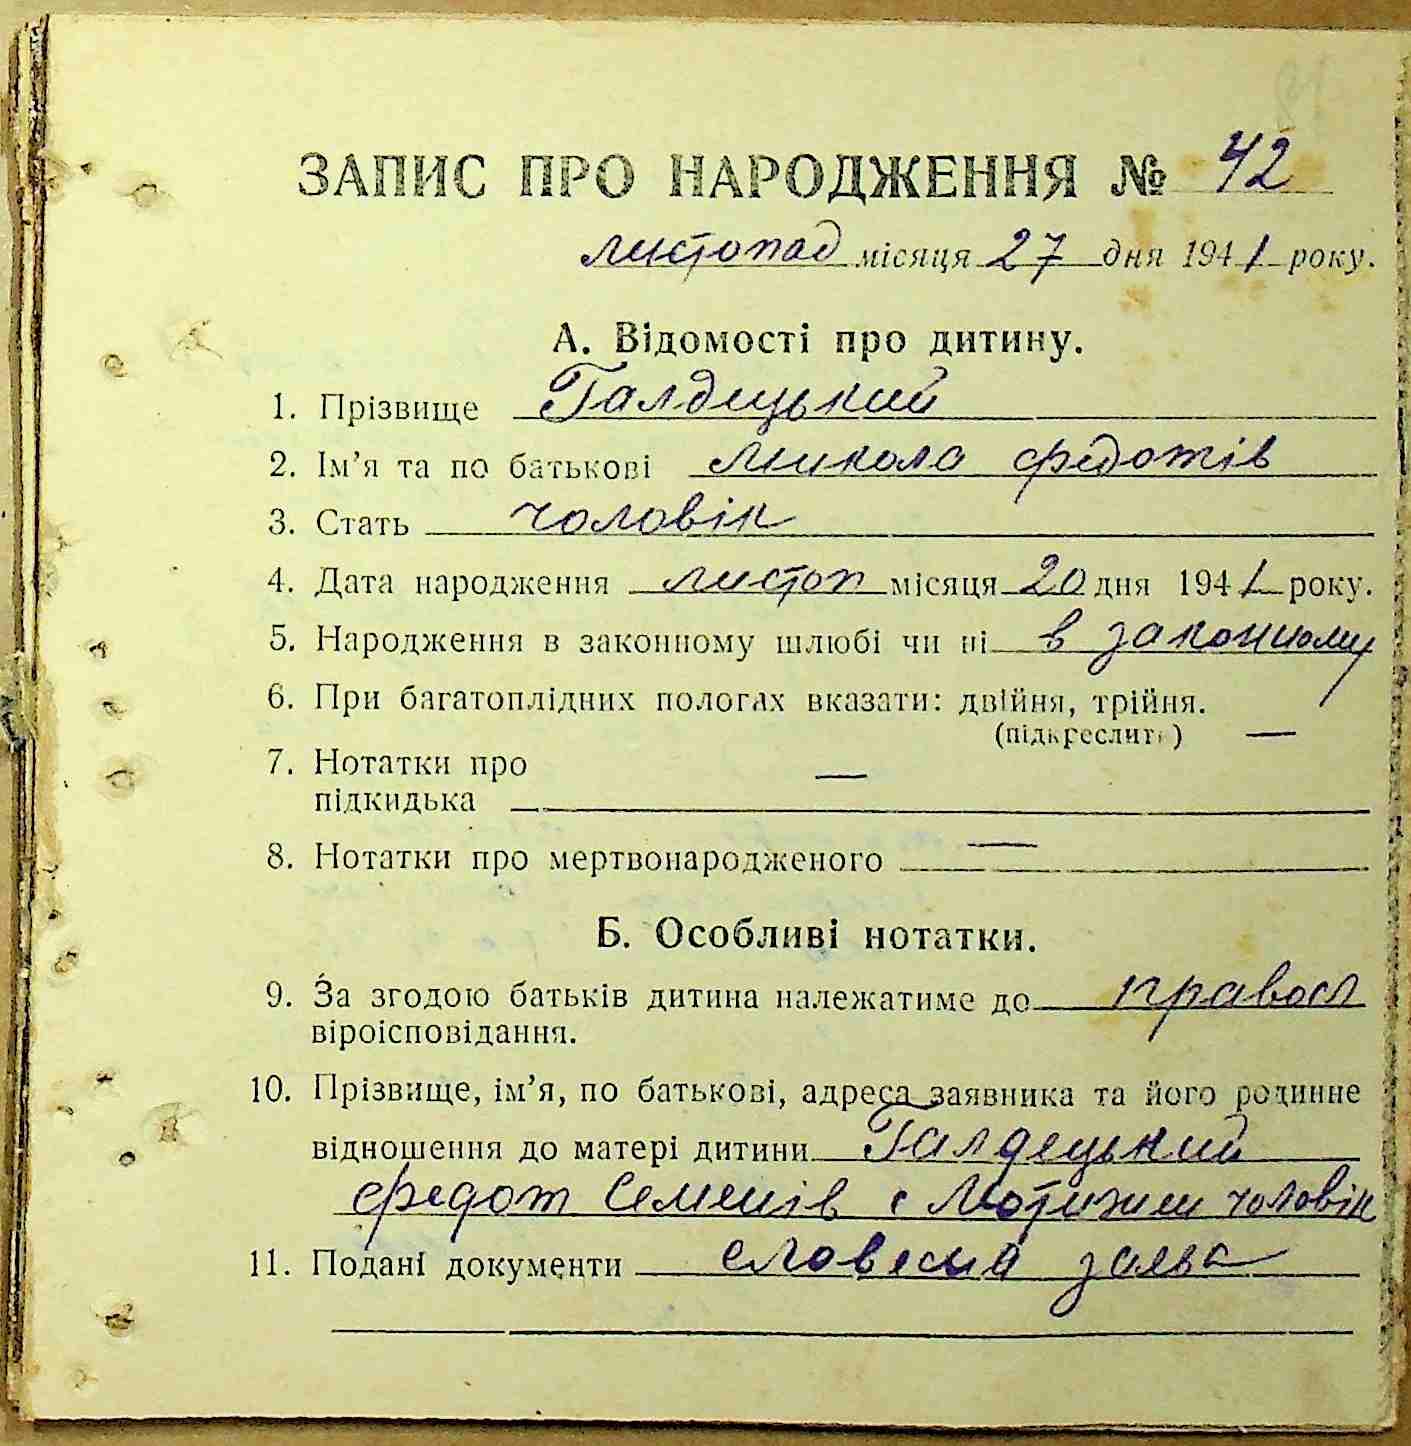 ЗАПИС ПРО НАРОДЖЕННЯ № 42
листопад місяця 27 дня 1941 року.
А. Відомості про дитину.
1. Прізвище Галдецький
2. Ім'я та по батькові Микола Федотів
3. Стать чоловік
4. Дата народження листоп місяця 20 дня 1941 року.
5. Народження в законному шлюбі чи ні в законному
6. При багатоплідних пологах вказати: двійня, трійня.
(підкреслити) —
7. Нотатки про —
підкидька
8. Нотатки про мертвонародженого —
Б. Особливі нотатки.
9. За згодою батьків дитина належатиме до правосл
віроісповідання.
10. Прізвище, ім'я, по батькові, адреса заявника та його родинне
відношення до матері дитини Галдецький
Федот Семенів с Мотижин чоловік
11. Подані документи словесна заява